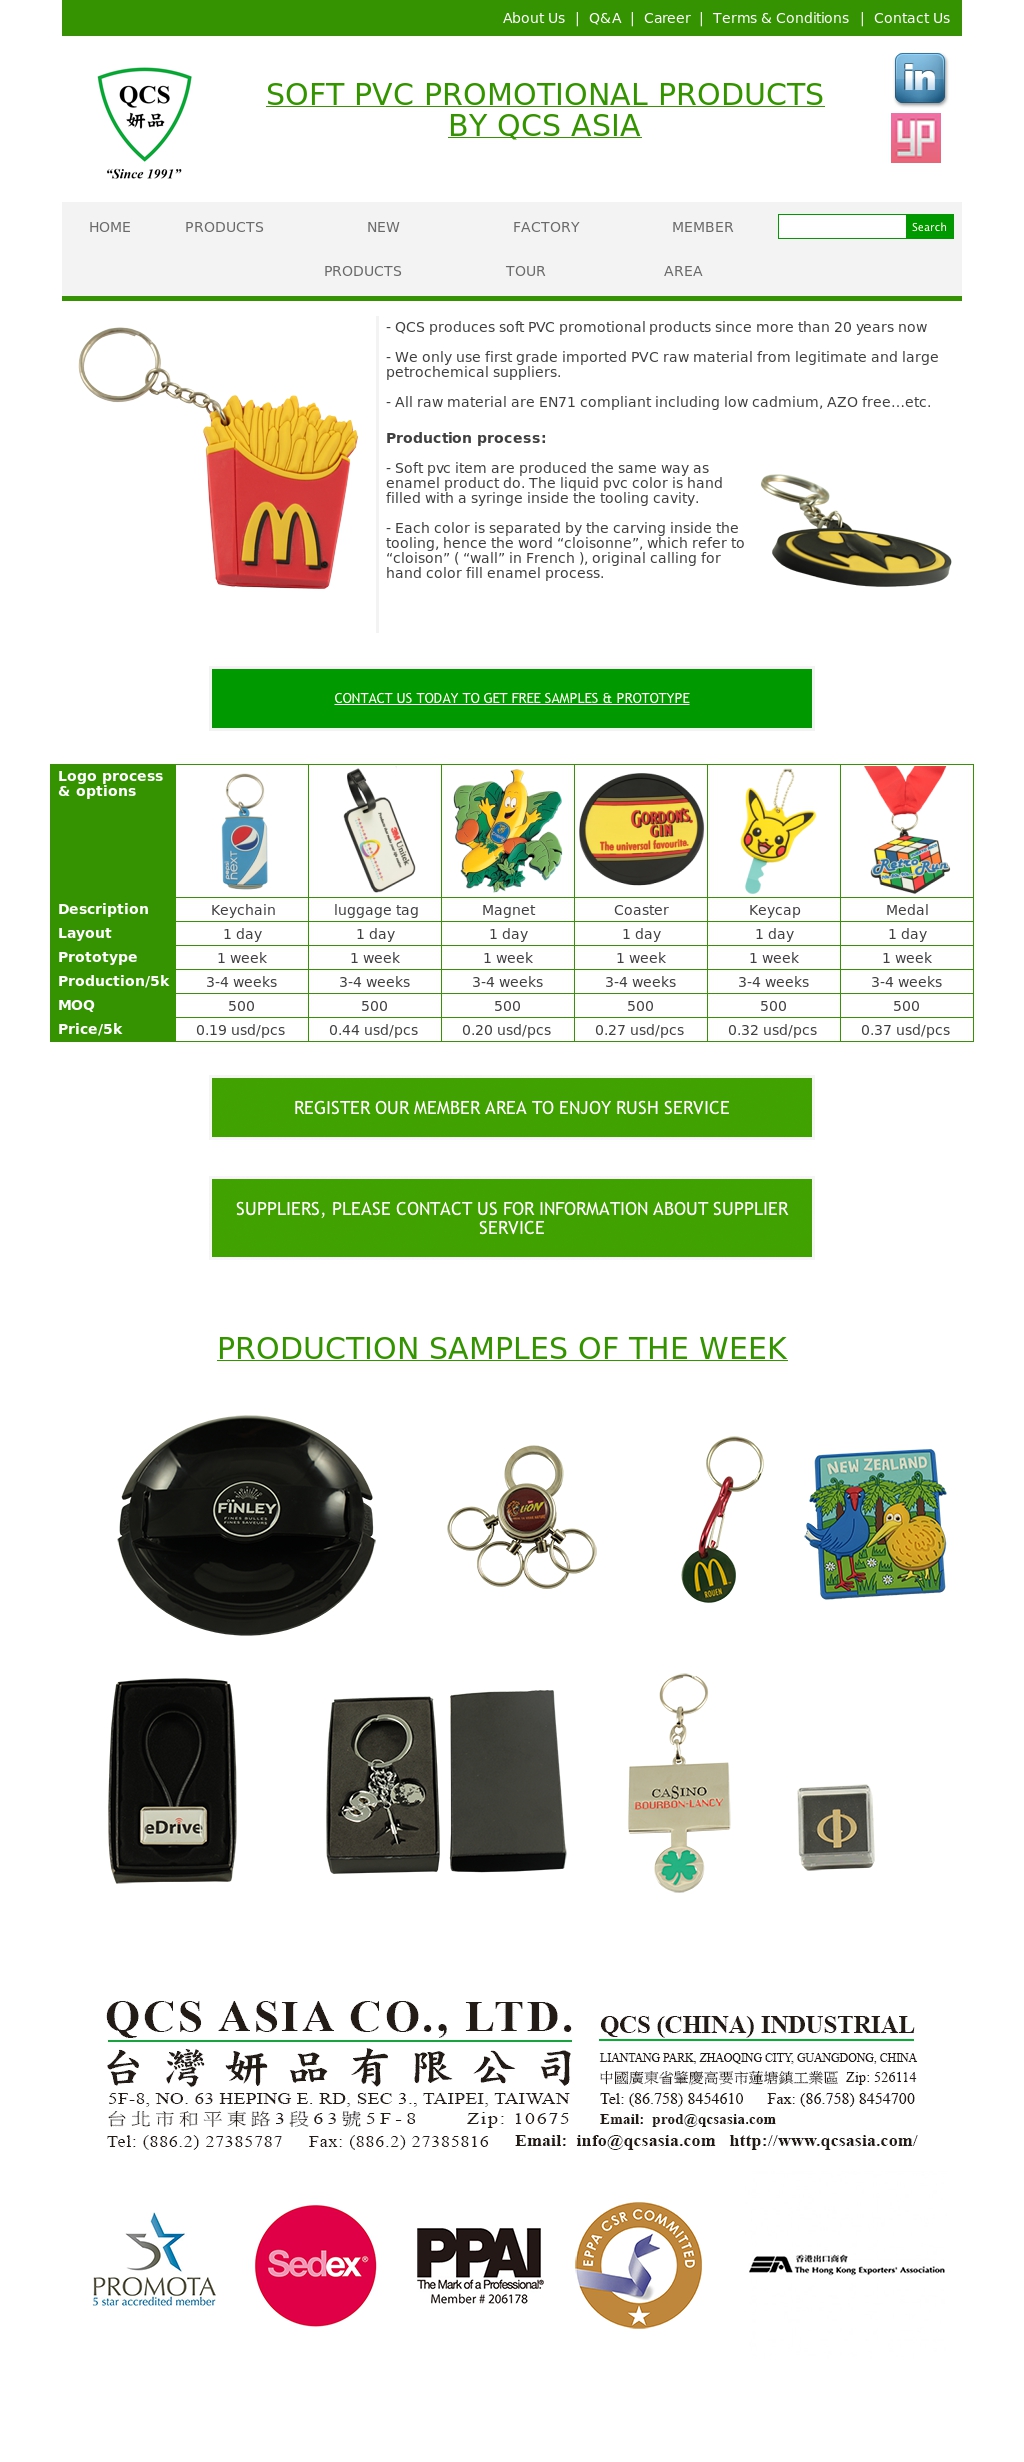 About Us | Q&A | Career | Terms & Conditions | Contact Us
QCS
妍品
“Since 1991”
SOFT PVC PROMOTIONAL PRODUCTS
BY QCS ASIA
in
yp
HOME PRODUCTS NEW PRODUCTS FACTORY TOUR MEMBER AREA
Search
- QCS produces soft PVC promotional products since more than 20 years now
- We only use first grade imported PVC raw material from legitimate and large
petrochemical suppliers.
- All raw material are EN71 compliant including low cadmium, AZO free...etc.
Production process:
- Soft pvc item are produced the same way as
enamel product do. The liquid pvc color is hand
filled with a syringe inside the tooling cavity.
- Each color is separated by the carving inside the
tooling, hence the word “cloisonne”, which refer to
“cloison” ( “wall” in French ), original calling for
hand color fill enamel process.
CONTACT US TODAY TO GET FREE SAMPLES & PROTOTYPE
Logo process
& options
pepsi next
3M Unitek
GORDON'S
GIN
The universal favourite.
Retro Run
Description Keychain luggage tag Magnet Coaster Keycap Medal
Layout 1 day 1 day 1 day 1 day 1 day 1 day
Prototype 1 week 1 week 1 week 1 week 1 week 1 week
Production/5k 3-4 weeks 3-4 weeks 3-4 weeks 3-4 weeks 3-4 weeks 3-4 weeks
MOQ 500 500 500 500 500 500
Price/5k 0.19 usd/pcs 0.44 usd/pcs 0.20 usd/pcs 0.27 usd/pcs 0.32 usd/pcs 0.37 usd/pcs
REGISTER OUR MEMBER AREA TO ENJOY RUSH SERVICE
SUPPLIERS, PLEASE CONTACT US FOR INFORMATION ABOUT SUPPLIER
SERVICE
PRODUCTION SAMPLES OF THE WEEK
FINLEY
FINES BULLES
FINES SAVEURS
LION
ROUEN
NEW ZEALAND
eDrive
CASINO
BOURBON-LANCY
QCS ASIA CO., LTD.
台灣妍品有限公司
5F-8, NO. 63 HEPING E. RD, SEC 3., TAIPEI, TAIWAN
台北市和平東路3段63號5F-8 Zip: 10675
Tel: (886.2) 27385787 Fax: (886.2) 27385816 Email: info@qcsasia.com http://www.qcsasia.com/
QCS (CHINA) INDUSTRIAL
LIANTANG PARK, ZHAOQING CITY, GUANGDONG, CHINA
中國廣東省肇慶高要市蓮塘鎮工業區 Zip: 526114
Tel: (86.758) 8454610 Fax: (86.758) 8454700
Email: prod@qcsasia.com
PROMOTA
5 star accredited member
Sedex®
PPAI
The Mark of a Professional!®
Member # 206178
EPPA CSR COMMITTED
香港出口商會
The Hong Kong Exporters' Association